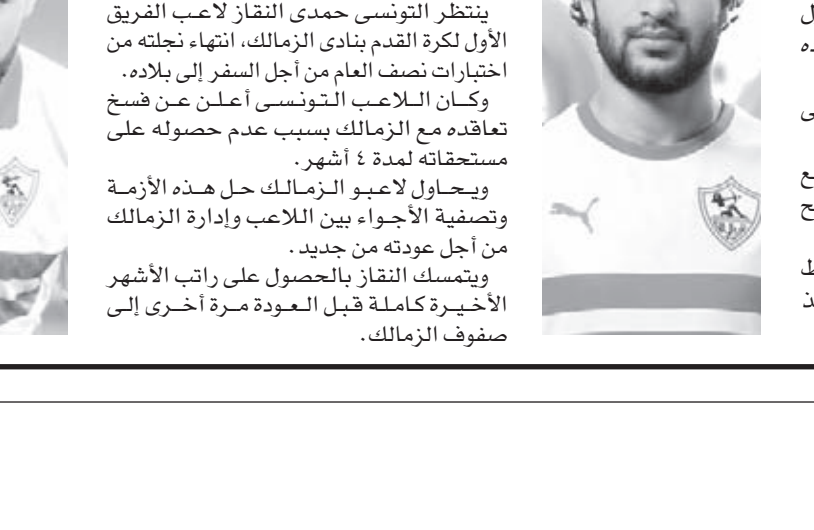 ينتظر التونسى حمدى النقاز لاعب الفريق
الأول لكرة القدم بنادى الزمالك، انتهاء نجلته من
اختبارات نصف العام من أجل السفر إلى بلاده.
وكان اللاعب التونسى أعلن عن فسخ
تعاقده مع الزمالك بسبب عدم حصوله على
مستحقاته لمدة ٤ أشهر.
ويحاول لاعبو الزمالك حل هذه الأزمة
وتصفية الأجواء بين اللاعب وإدارة الزمالك
من أجل عودته من جديد.
ويتمسك النقاز بالحصول على راتب الأشهر
الأخيرة كاملة قبل العودة مرة أخرى إلى
صفوف الزمالك.